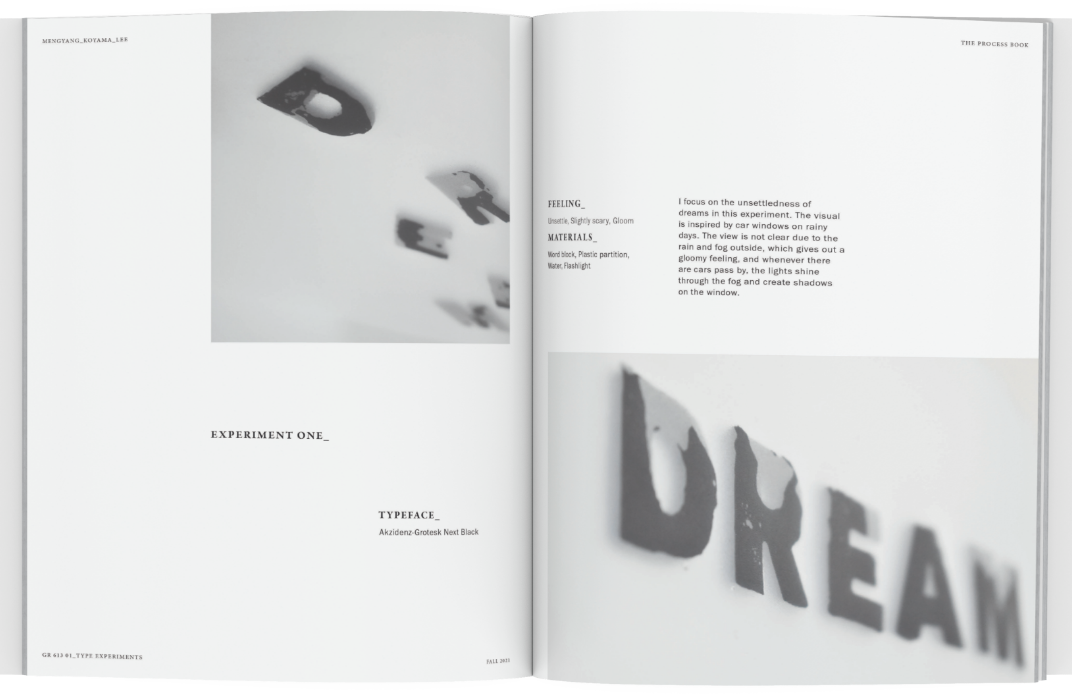 MENGYANG_KOYAMA_LEE
EXPERIMENT ONE_
TYPEFACE_
Akzidenz-Grotesk Next Black
GR 613 01_TYPE EXPERIMENTS
FALL 2021
THE PROCESS BOOK
FEELING_
Unsettle, Slightly scary, Gloom
MATERIALS_
Word block, Plastic partition,
Water, Flashlight
I focus on the unsettledness of
dreams in this experiment. The visual
is inspired by car windows on rainy
days. The view is not clear due to the
rain and fog outside, which gives out a
gloomy feeling, and whenever there
are cars pass by, the lights shine
through the fog and create shadows
on the window.
DREAM